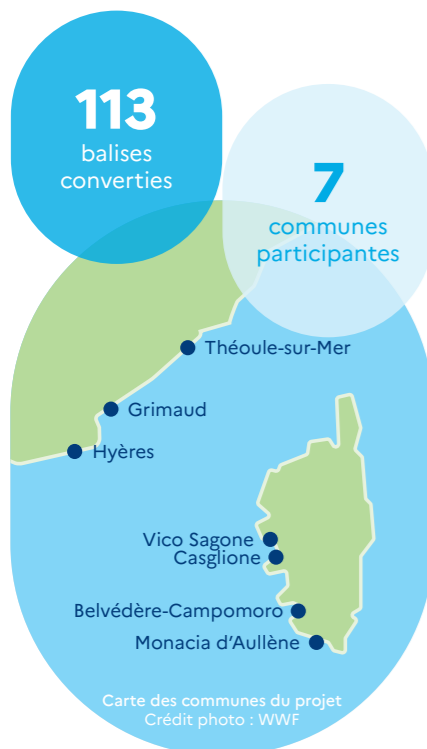 113
balises
converties
7
communes
participantes
Théoule-sur-Mer
Grimaud
Hyères
Vico Sagone
Casglione
Belvédère-Campomoro
Monacia d'Aullène
Carte des communes du projet
Crédit photo : WWF